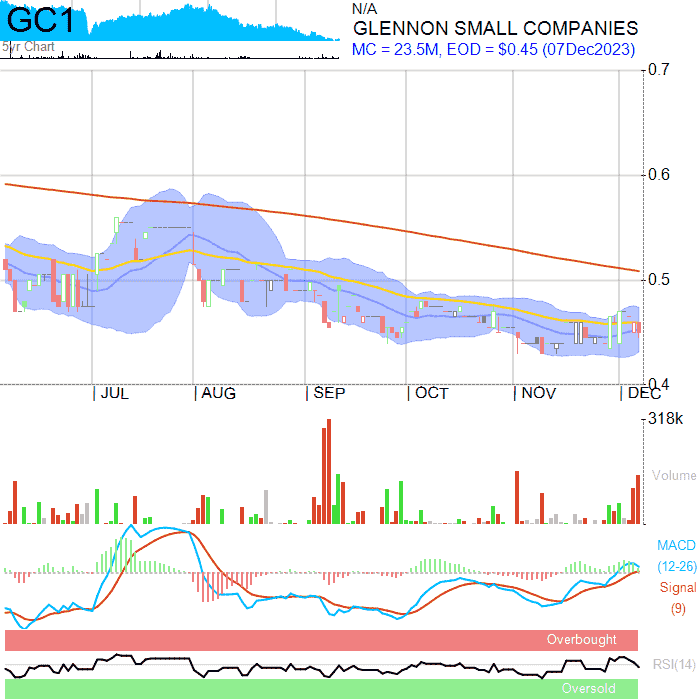 GC1
5yr Chart
N/A
GLENNON SMALL COMPANIES
MC = 23.5M, EOD = $0.45 (07Dec2023)
0.7
0.6
0.5
0.4
JUL AUG SEP OCT NOV DEC
318k
Volume
MACD
(12-26)
Signal
(9)
Overbought
RSI(14)
Oversold